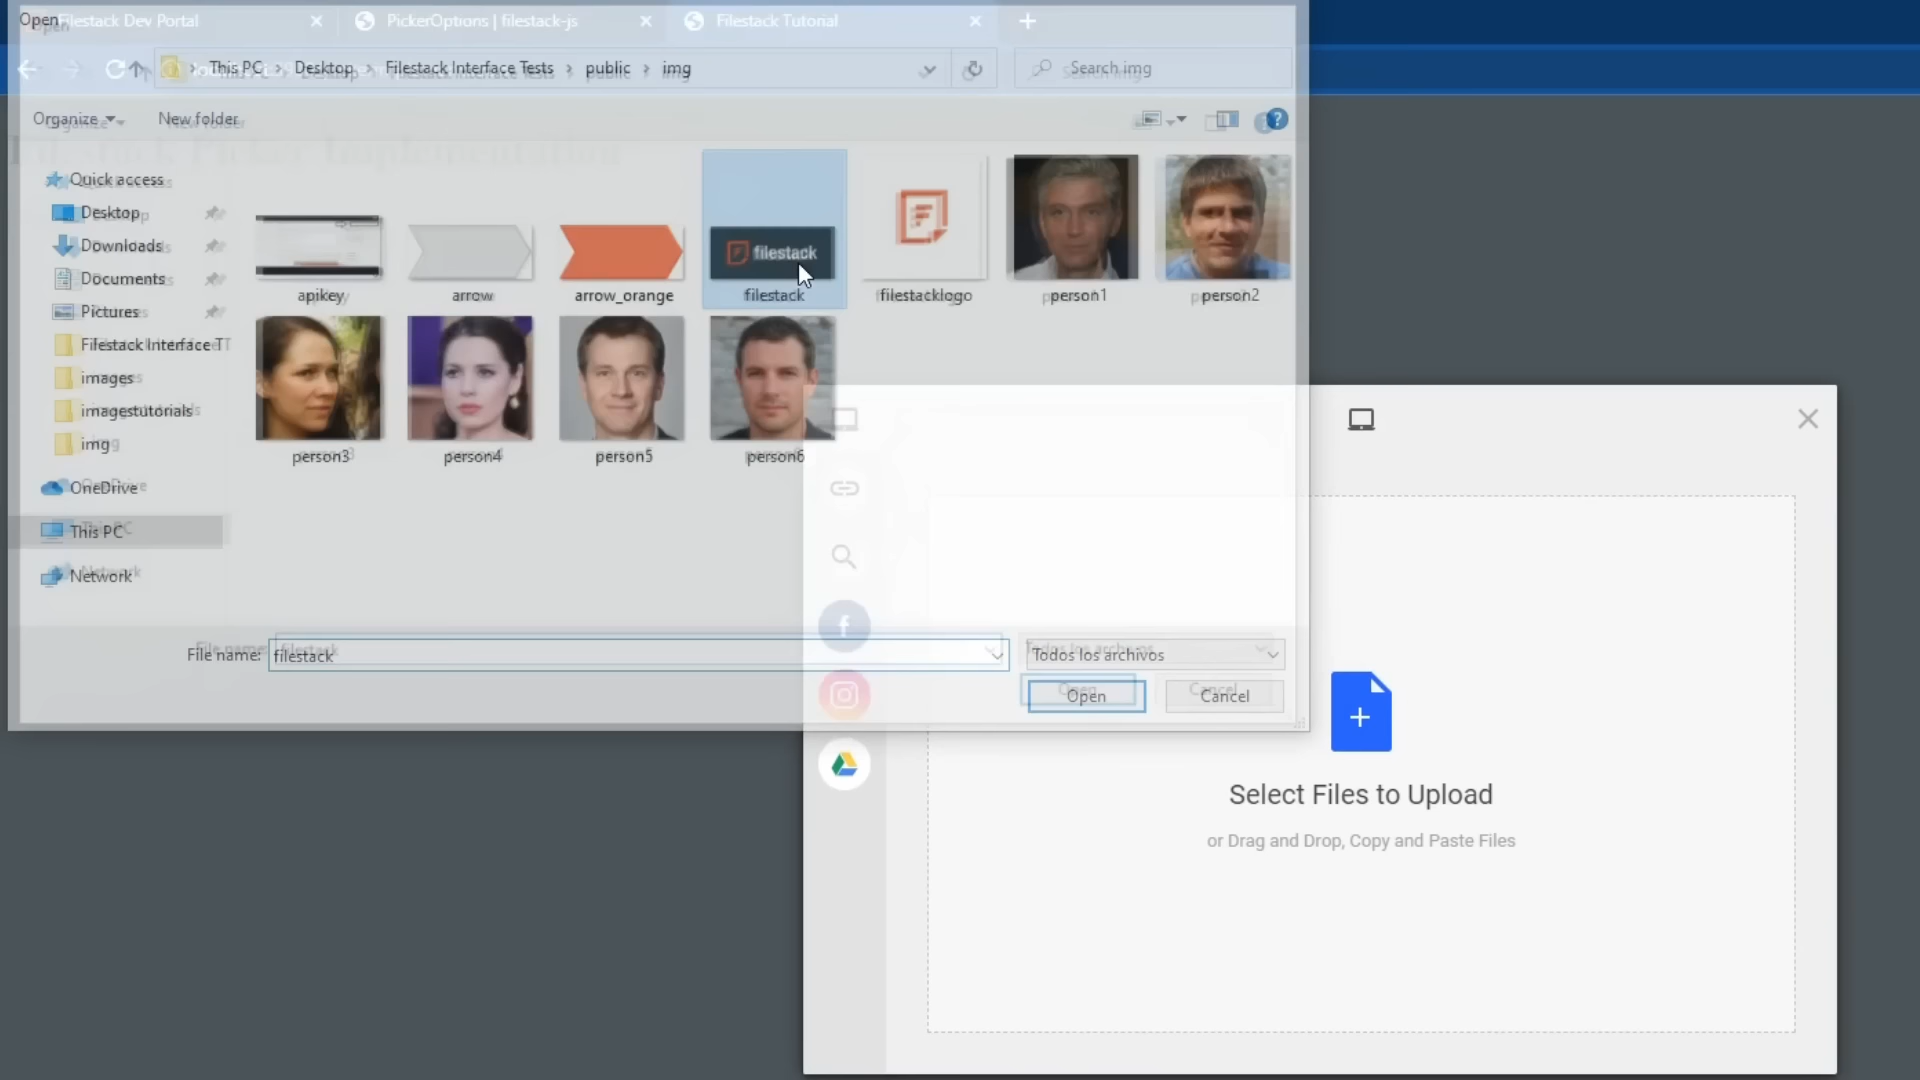 Open
Filestack Dev Portal
PickerOptions | filestack-js
Filestack Tutorial
This PC > Desktop > Filestack Interface Tests > public > img
Search img
Organize
New folder
Filestack Picker Implementation
Quick access
Desktop
Downloads
Documents
Pictures
Filestack Interface T
images
imagestutorials
img
OneDrive
This PC
Network
filestack
apikey
arrow
arrow_orange
filestack
filestacklogo
person1
person2
person3
person4
person5
person6
File name:
filestack
Todos los archivos
Open
Cancel
Select Files to Upload
or Drag and Drop, Copy and Paste Files